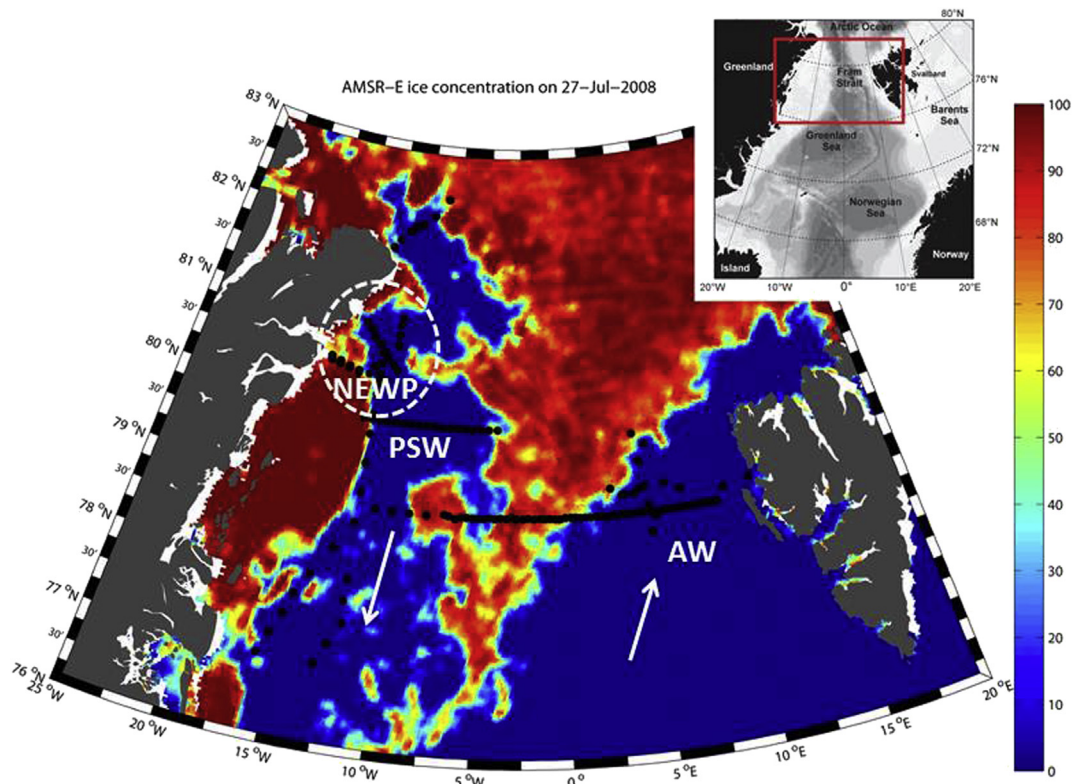 AMSR-E ice concentration on 27-Jul-2008
83 °N
30'
82 °N
30'
81 °N
30'
80 °N
30'
79 °N
30'
78 °N
30'
77 °N
30'
76 °N
25 °W
20 °W
15 °W
10 °W
5 °W
0 °
5 °E
10 °E
15 °E
20 °E
NEWP
PSW
AW
Arctic Ocean
80°N
Greenland
Fram
Strait
Svalbard
76°N
Barents
Sea
Greenland
Sea
72°N
Norwegian
Sea
68°N
Island
Norway
20°W
10°W
0°
10°E
20°E
100
90
80
70
60
50
40
30
20
10
0